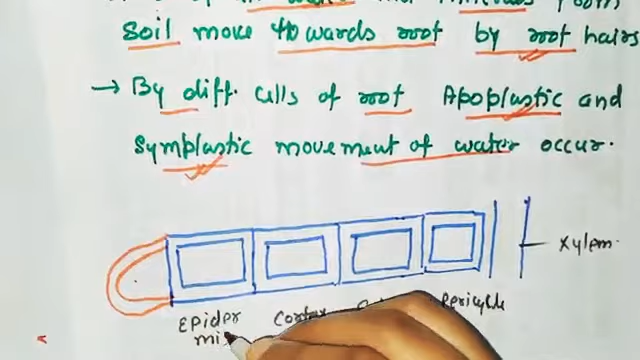 Soil move towards root by root hairs
→ By diff. cells of root Apoplastic and
Symplastic movement of water occur.
Xylem.
Epider Cortex Pericycle
mi